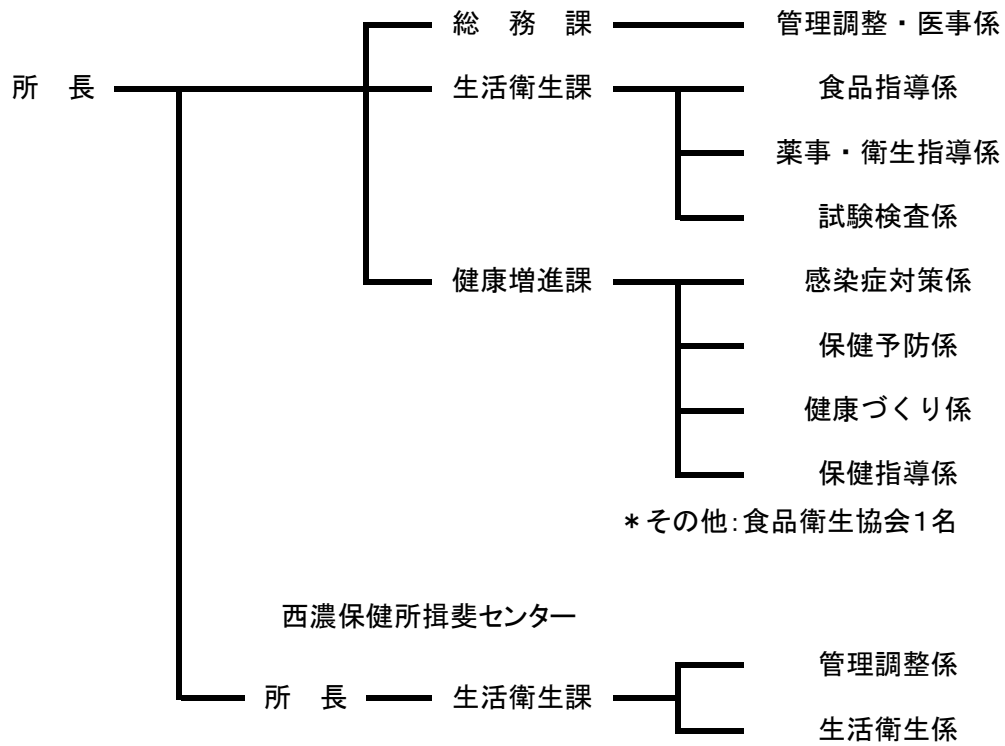 総 務 課 管理調整・医事係
所 長 生活衛生課 食品指導係
薬事・衛生指導係
試験検査係
健康増進課 感染症対策係
保健予防係
健康づくり係
保健指導係
*その他:食品衛生協会1名
西濃保健所揖斐センター
管理調整係
所 長 生活衛生課
生活衛生係